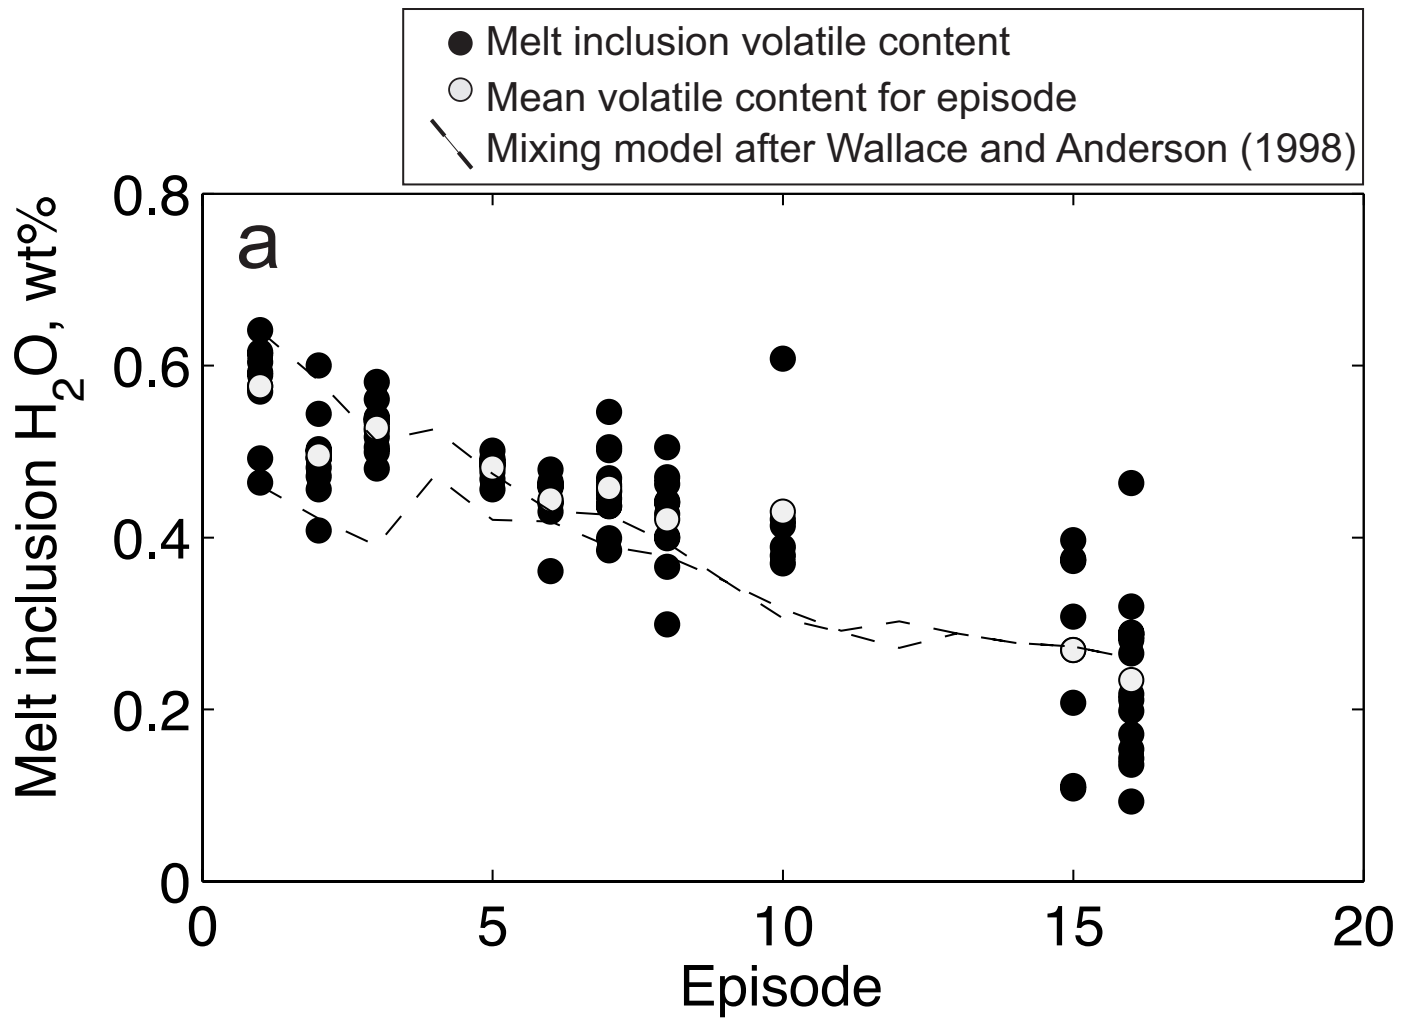 Melt inclusion volatile content
Mean volatile content for episode
Mixing model after Wallace and Anderson (1998)
a
Melt inclusion H₂O, wt%
0.8
0.6
0.4
0.2
0
0 5 10 15 20
Episode